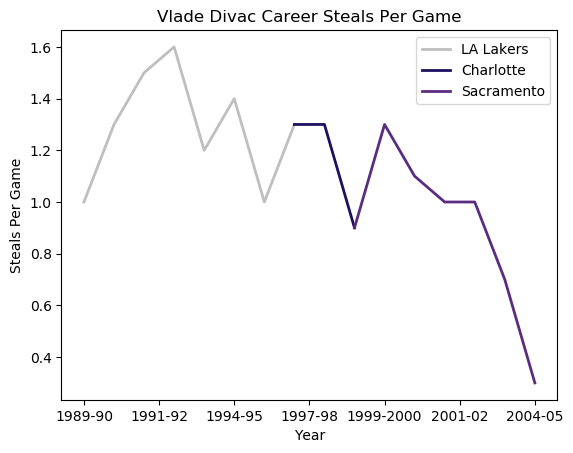 Vlade Divac Career Steals Per Game
LA Lakers
Charlotte
Sacramento
1.6
1.4
1.2
1.0
0.8
0.6
0.4
Steals Per Game
1989-90 1991-92 1994-95 1997-98 1999-2000 2001-02 2004-05
Year